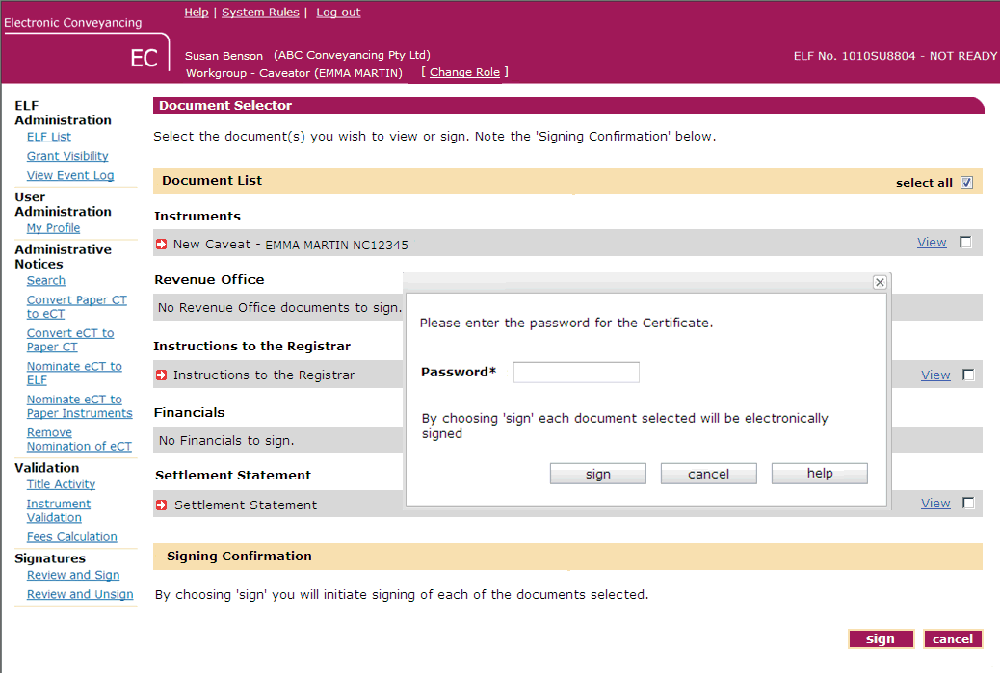 Help | System Rules | Log out
Electronic Conveyancing
EC
Susan Benson (ABC Conveyancing Pty Ltd)
Workgroup - Caveator (EMMA MARTIN) [ Change Role ]
ELF No. 1010SU8804 - NOT READY
ELF
Administration
ELF List
Grant Visibility
View Event Log
User
Administration
My Profile
Administrative
Notices
Search
Convert Paper CT
to eCT
Convert eCT to
Paper CT
Nominate eCT to
ELF
Nominate eCT to
Paper Instruments
Remove
Nomination of eCT
Validation
Title Activity
Instrument
Validation
Fees Calculation
Signatures
Review and Sign
Review and Unsign
Document Selector
Select the document(s) you wish to view or sign. Note the 'Signing Confirmation' below.
Document List
select all
Instruments
New Caveat - EMMA MARTIN NC12345
View
Revenue Office
No Revenue Office documents to sign.
Instructions to the Registrar
Instructions to the Registrar
View
Financials
No Financials to sign.
Settlement Statement
Settlement Statement
View
Please enter the password for the Certificate.
Password*
By choosing 'sign' each document selected will be electronically
signed
sign
cancel
help
Signing Confirmation
By choosing 'sign' you will initiate signing of each of the documents selected.
sign
cancel